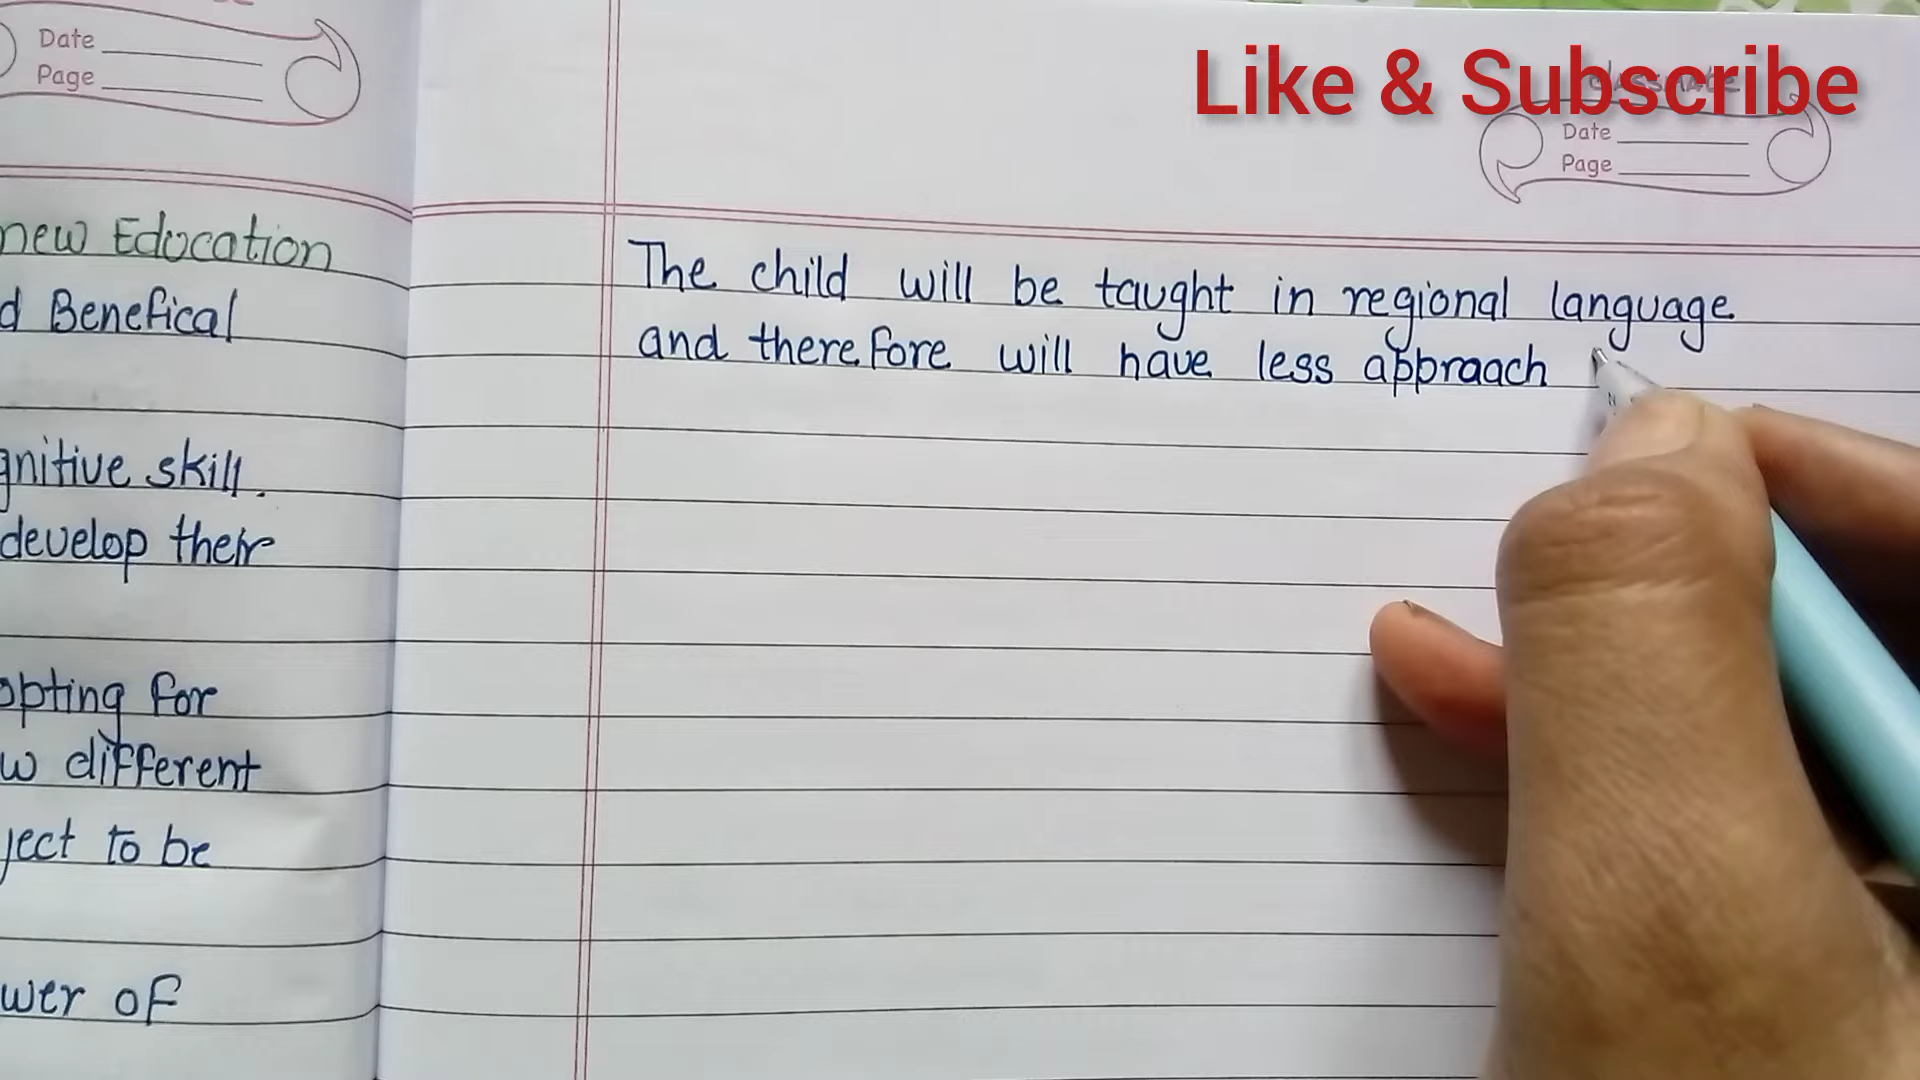 Date
Page
new Education
d Benefical
gnitive skill.
develop their
opting for
w different
ject to be
wer of
Like & Subscribe
classmate
Date
Page
The child will be taught in regional language
and therefore will have less appraach